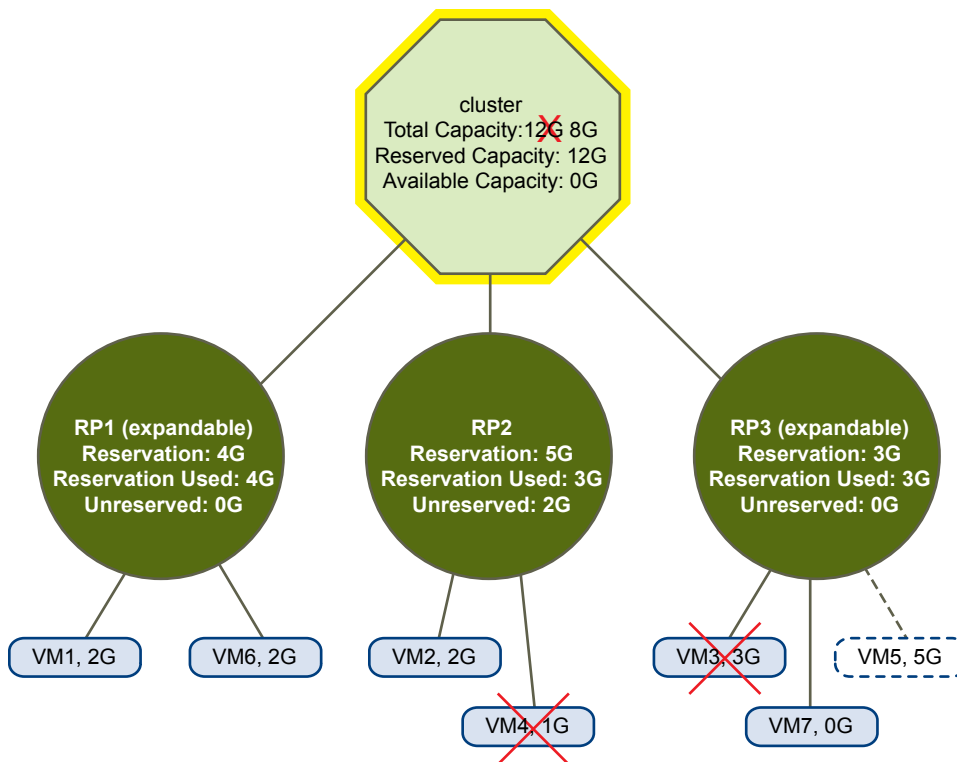 cluster
Total Capacity:12G 8G
Reserved Capacity: 12G
Available Capacity: 0G
RP1 (expandable)
Reservation: 4G
Reservation Used: 4G
Unreserved: 0G
RP2
Reservation: 5G
Reservation Used: 3G
Unreserved: 2G
RP3 (expandable)
Reservation: 3G
Reservation Used: 3G
Unreserved: 0G
VM1, 2G
VM6, 2G
VM2, 2G
VM3, 3G
VM5, 5G
VM4, 1G
VM7, 0G